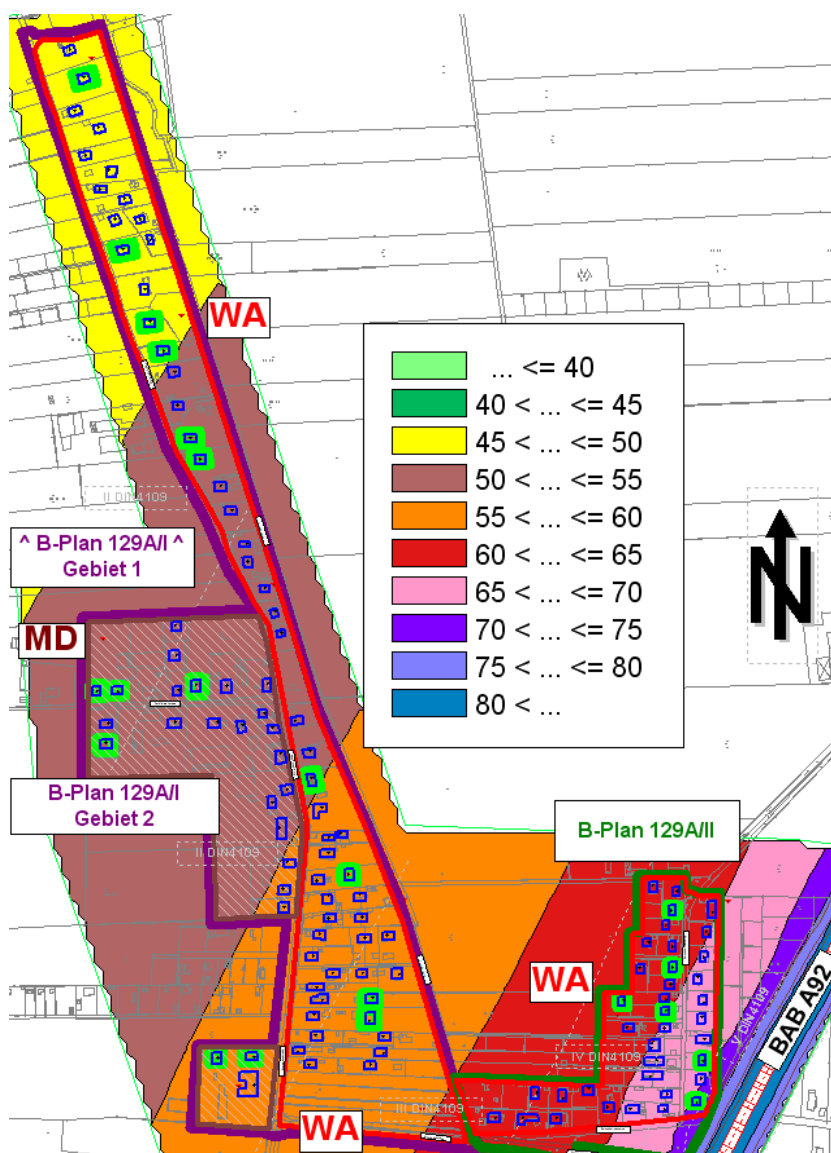 WA
... <= 40
40 < ... <= 45
45 < ... <= 50
50 < ... <= 55
55 < ... <= 60
60 < ... <= 65
65 < ... <= 70
70 < ... <= 75
75 < ... <= 80
80 < ...
II DIN4109
^ B-Plan 129A/I ^
Gebiet 1
N
MD
B-Plan 129A/I
Gebiet 2
B-Plan 129A/II
II DIN4109
WA
BAB A92
V DIN4109
IV DIN4109
III DIN4109
WA